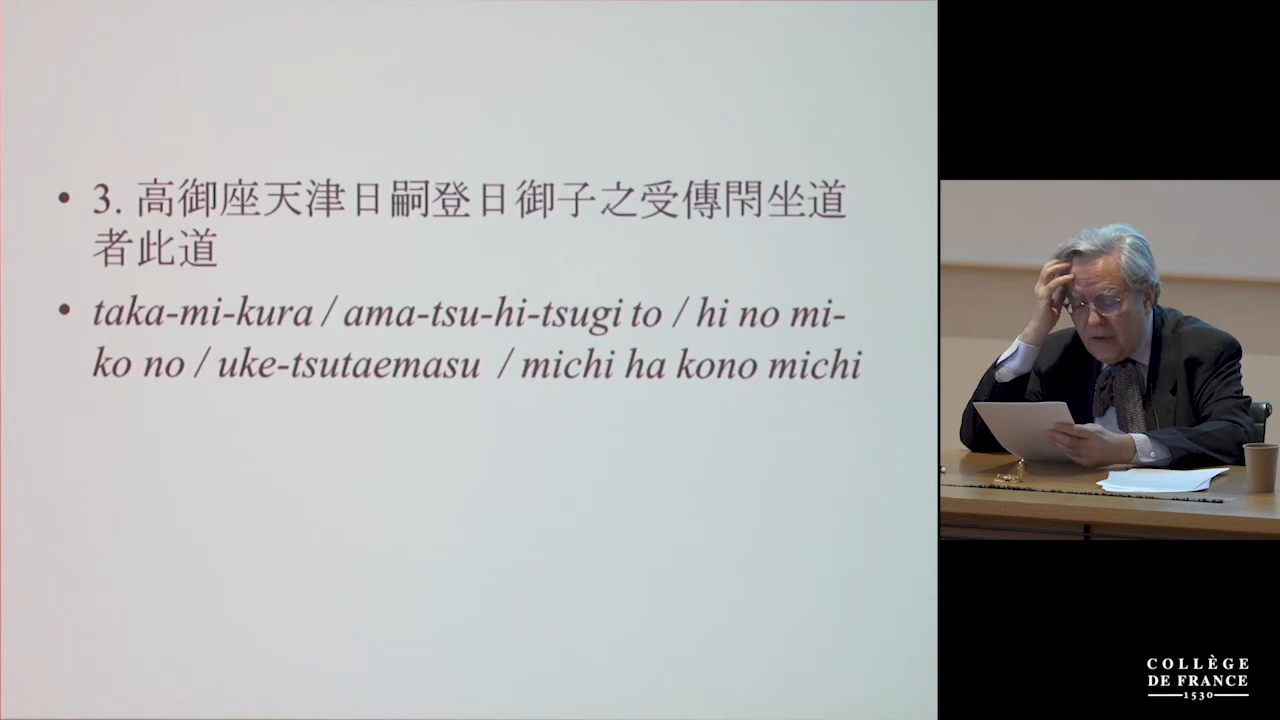 • 3. 高御座天津日嗣登日御子之受傳閇坐道
者此道
• taka-mi-kura / ama-tsu-hi-tsugi to / hi no mi-
ko no / uke-tsutaemasu / michi ha kono michi
COLLÈGE
DE FRANCE
1530